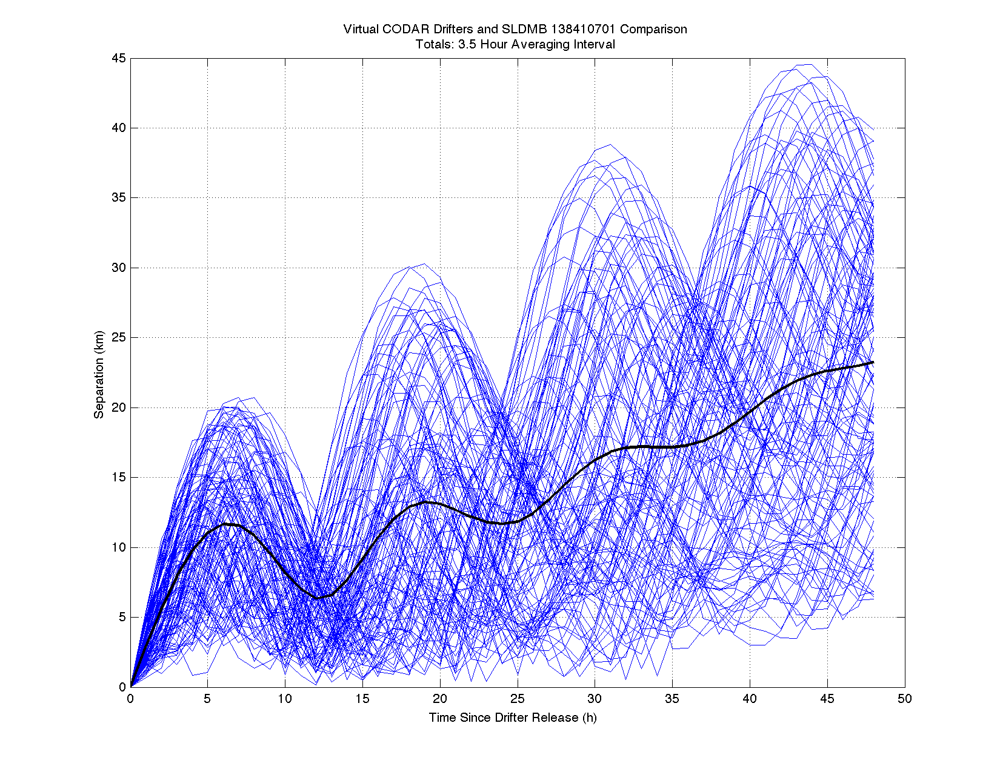 Virtual CODAR Drifters and SLDMB 138410701 Comparison
Totals: 3.5 Hour Averaging Interval
45
40
35
30
25
20
15
10
5
0
Separation (km)
0 5 10 15 20 25 30 35 40 45 50
Time Since Drifter Release (h)